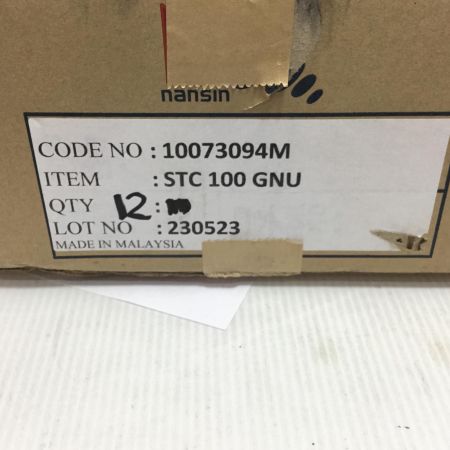 nansin
CODE NO : 10073094M
ITEM : STC 100 GNU
QTY 12 :
LOT NO : 230523
MADE IN MALAYSIA